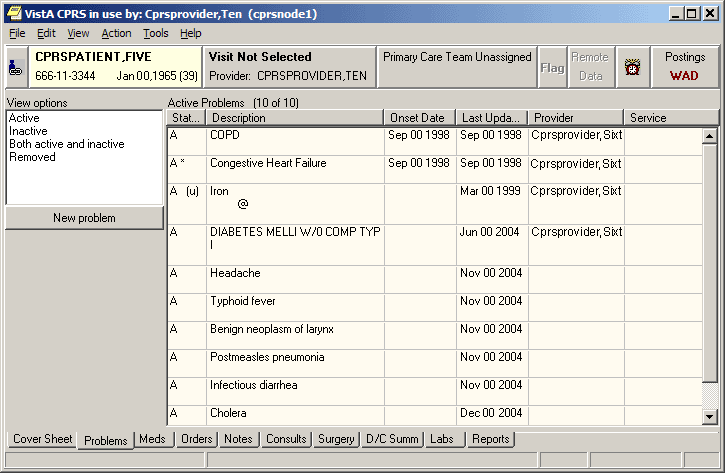 VistA CPRS in use by: Cprsprovider,Ten (cprsnode1)
File Edit View Action Tools Help
CPRSPATIENT,FIVE
666-11-3344 Jan 00,1965 (39)
Visit Not Selected
Provider: CPRSPROVIDER,TEN
Primary Care Team Unassigned
Flag
Remote
Data
Postings
WAD
View options
Active
Inactive
Both active and inactive
Removed
New problem
Active Problems (10 of 10)
Stat... Description Onset Date Last Upda... Provider Service
A COPD Sep 00 1998 Sep 00 1998 Cprsprovider,Sixt
A * Congestive Heart Failure Sep 00 1998 Sep 00 1998 Cprsprovider,Sixt
A (u) Iron Mar 00 1999 Cprsprovider,Sixt
@
A DIABETES MELLI W/0 COMP TYP Jun 00 2004 Cprsprovider,Sixt
I
A Headache Nov 00 2004
A Typhoid fever Nov 00 2004
A Benign neoplasm of larynx Nov 00 2004
A Postmeasles pneumonia Nov 00 2004
A Infectious diarrhea Nov 00 2004
A Cholera Dec 00 2004
Cover Sheet Problems Meds Orders Notes Consults Surgery D/C Summ Labs Reports